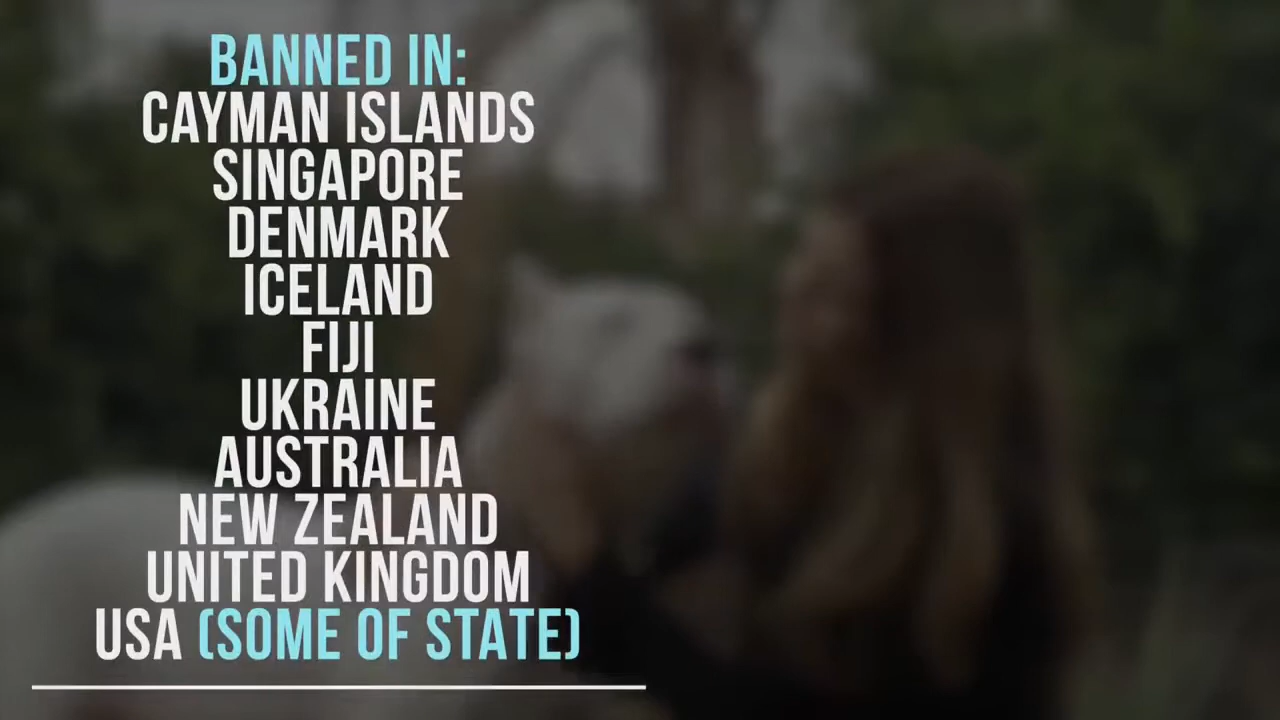 BANNED IN:
CAYMAN ISLANDS
SINGAPORE
DENMARK
ICELAND
FIJI
UKRAINE
AUSTRALIA
NEW ZEALAND
UNITED KINGDOM
USA (SOME OF STATE)